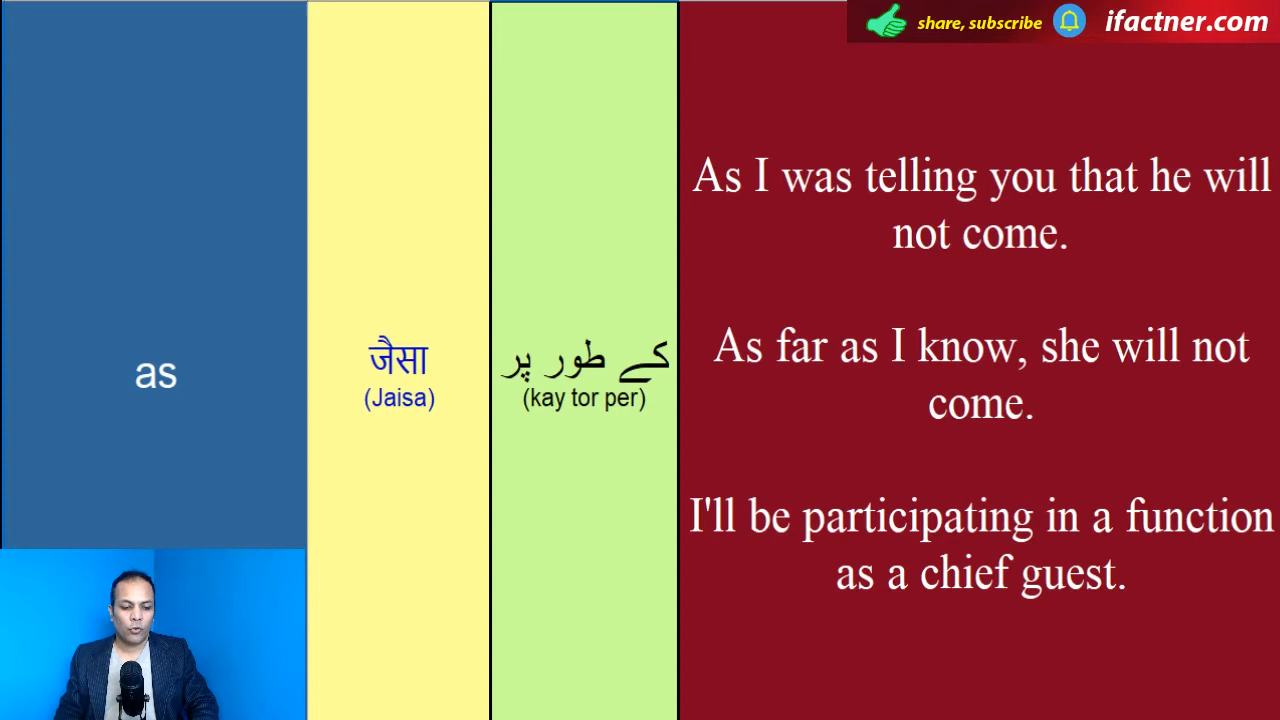 share, subscribe
ifactner.com
as
जैसा
(Jaisa)
کے طور پر
(kay tor per)
As I was telling you that he will
not come.
As far as I know, she will not
come.
I'll be participating in a function
as a chief guest.